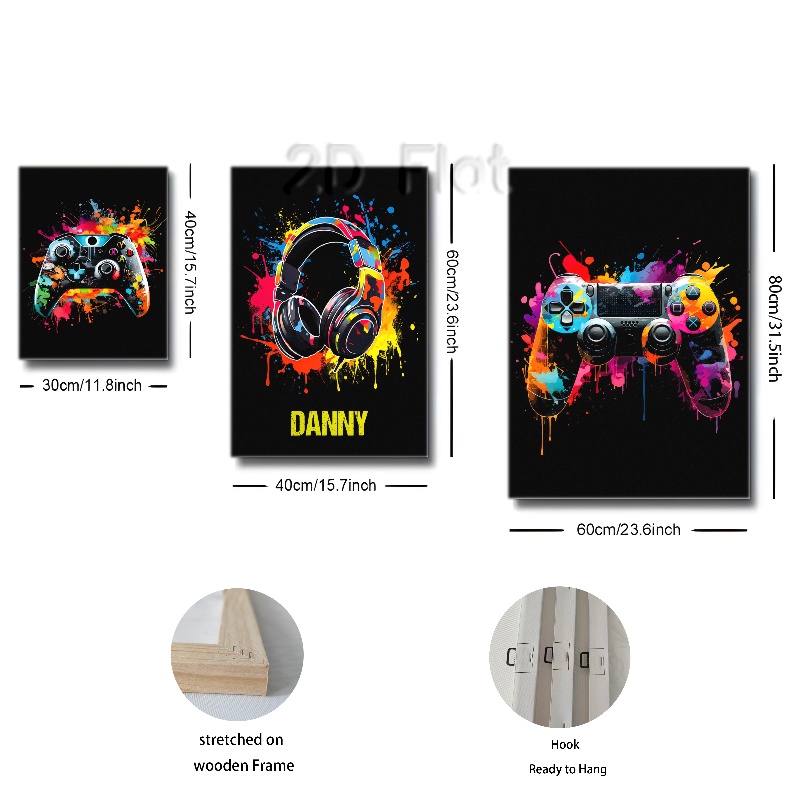 2D Flat
40cm/15.7inch
60cm/23.6inch
80cm/31.5inch
DANNY
30cm/11.8inch
40cm/15.7inch
60cm/23.6inch
stretched on
wooden Frame
Hook
Ready to Hang